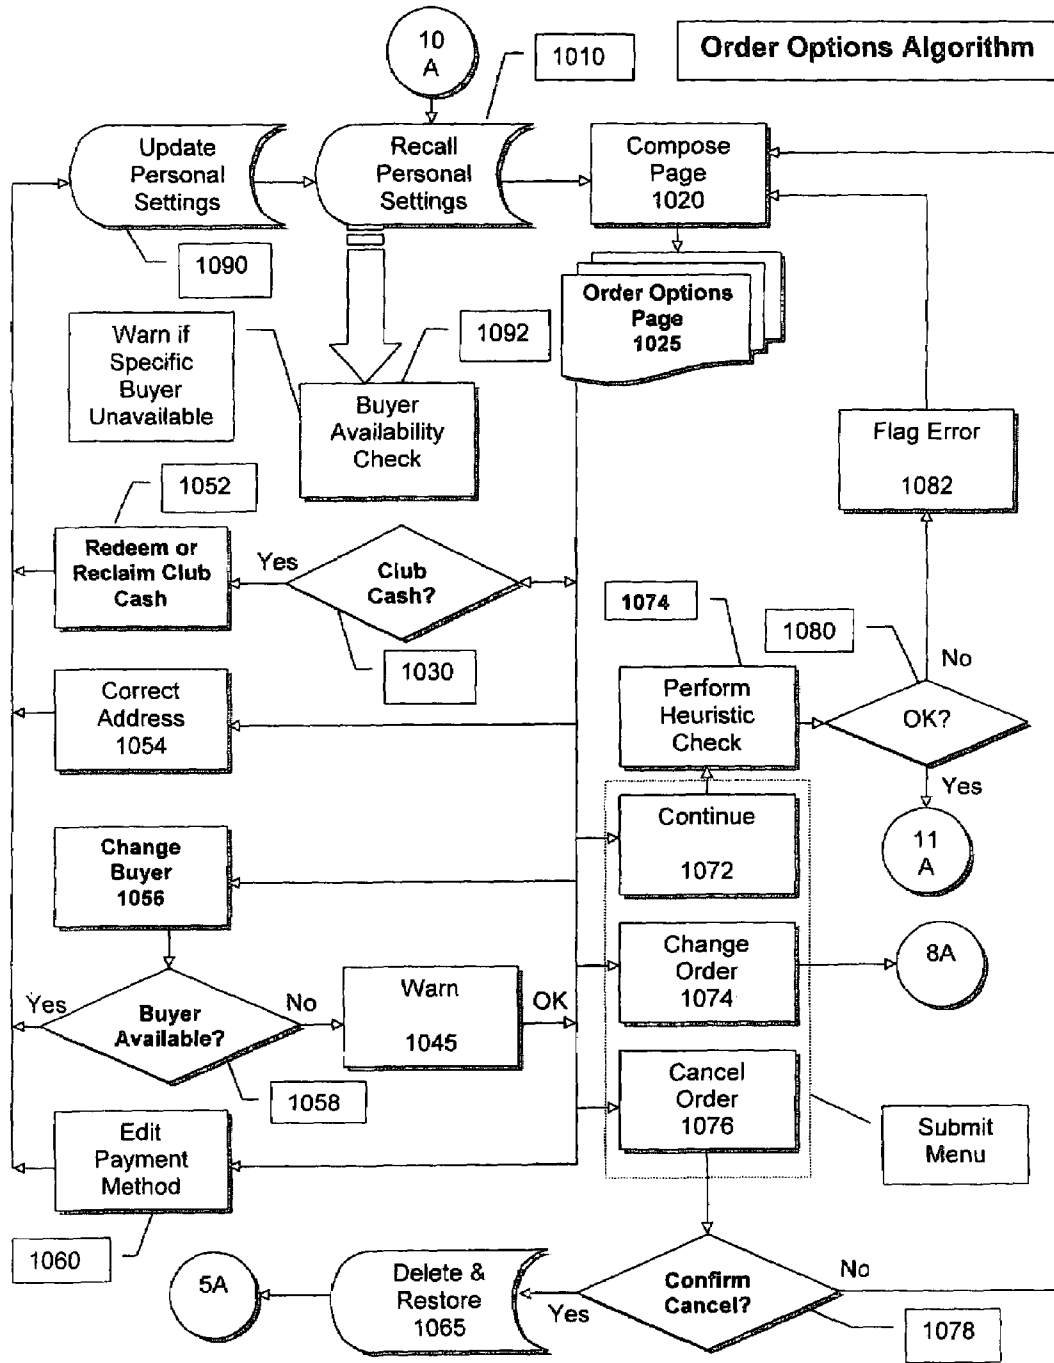 10
A
1010
Order Options Algorithm
Update
Personal
Settings
Recall
Personal
Settings
Compose
Page
1020
1090
Order Options
Page
1025
Warn if
Specific
Buyer
Unavailable
1092
Buyer
Availability
Check
Flag Error
1082
1052
Redeem or
Reclaim Club
Cash
Yes
Club
Cash?
1030
1074
1080
No
Correct
Address
1054
Perform
Heuristic
Check
OK?
Yes
Change
Buyer
1056
Continue
1072
11
A
Yes
Buyer
Available?
No
Warn
1045
OK
1058
Change
Order
1074
8A
Cancel
Order
1076
Submit
Menu
Edit
Payment
Method
1060
5A
Delete &
Restore
1065
Yes
Confirm
Cancel?
No
1078